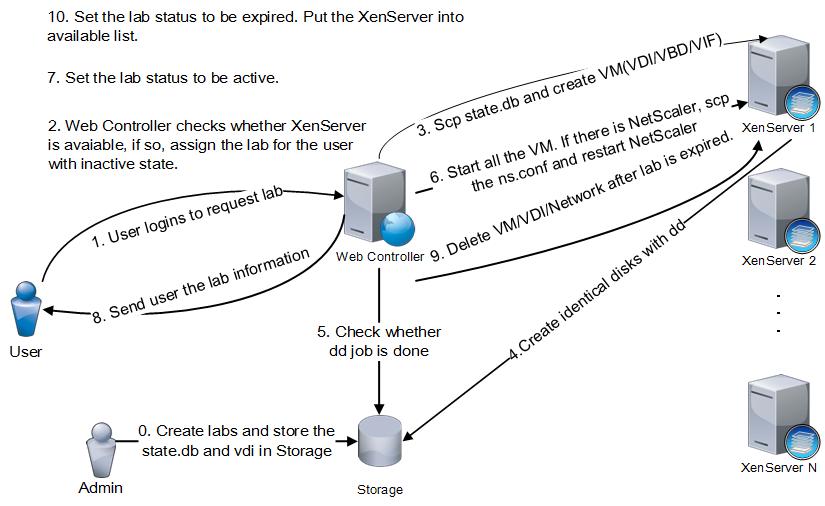 10. Set the lab status to be expired. Put the XenServer into
available list.
7. Set the lab status to be active.
2. Web Controller checks whether XenServer
is avaiable, if so, assign the lab for the user
with inactive state.
3. Scp state.db and create VM(VDI/VBD/VIF)
XenServer 1
6. Start all the VM. If there is NetScaler, scp
the ns.conf and restart NetScaler
1. User logins to request lab
Web Controller
9. Delete VM/VDI/Network after lab is expired.
XenServer 2
8. Send user the lab information
4.Create identical disks with dd
.
.
.
User
5. Check whether
dd job is done
0. Create labs and store the
state.db and vdi in Storage
Admin
Storage
XenServer N